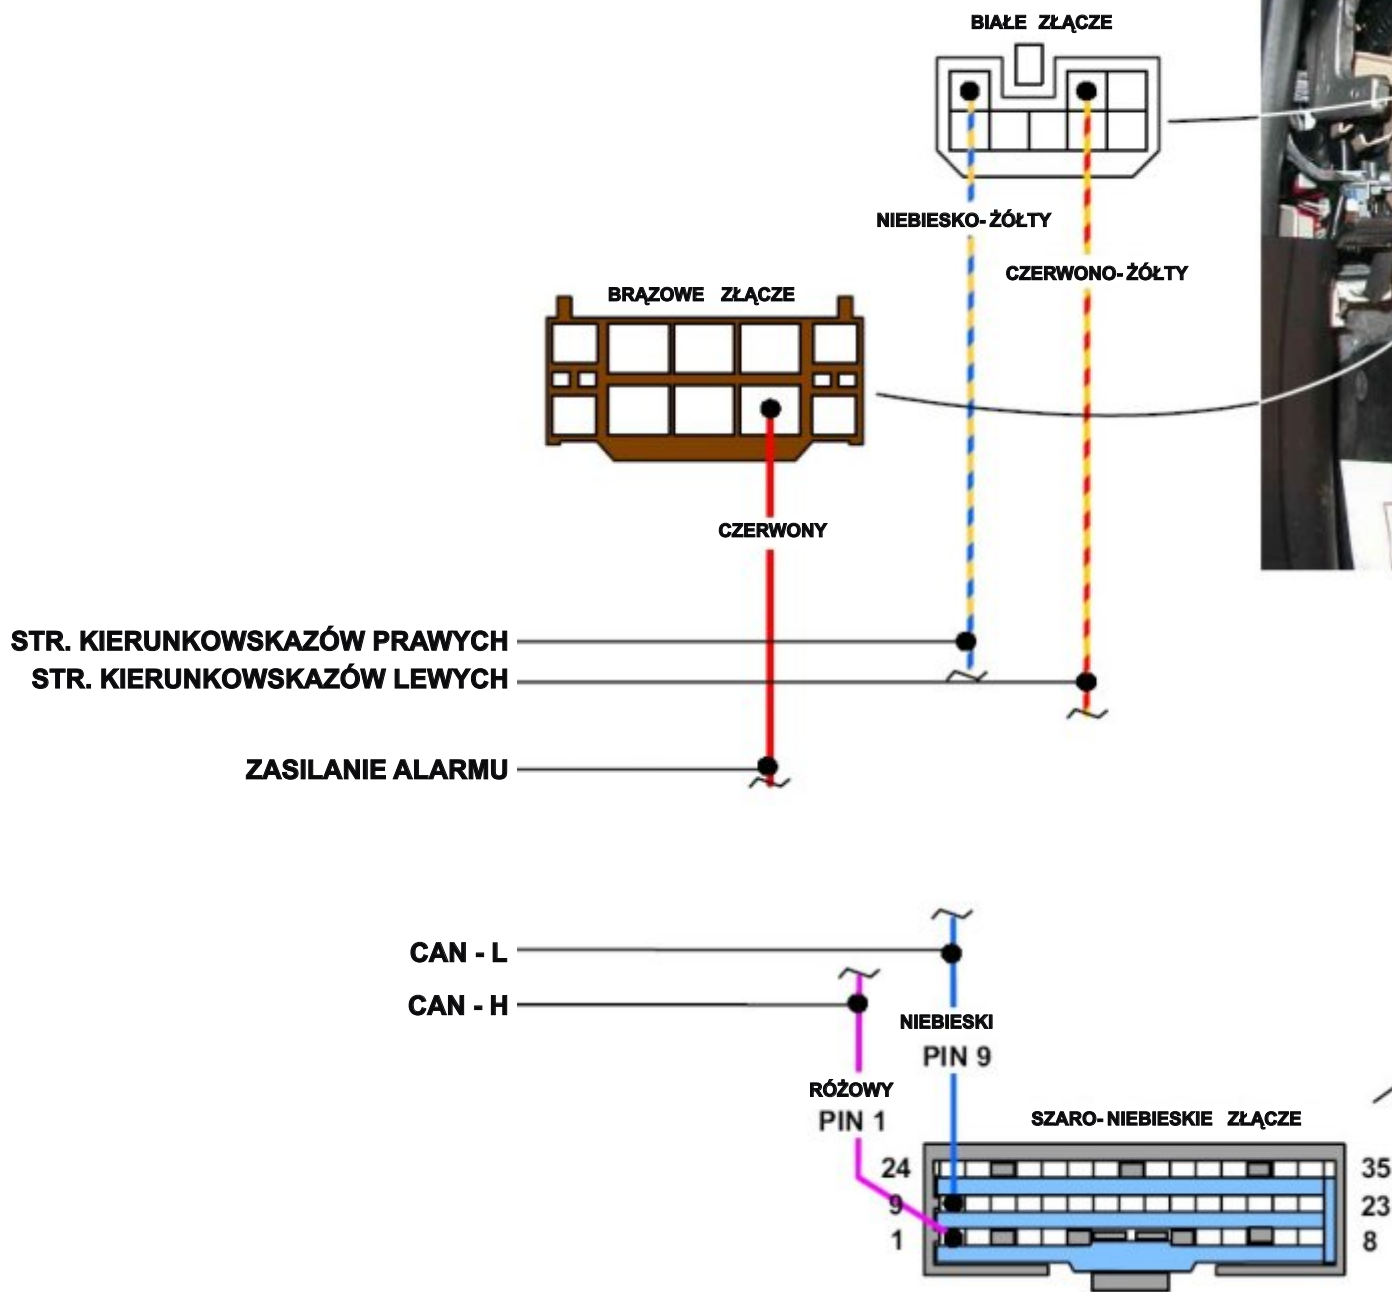 BIAŁE ZŁĄCZE
NIEBIESKO-ŻÓŁTY
CZERWONO-ŻÓŁTY
BRĄZOWE ZŁĄCZE
CZERWONY
STR. KIERUNKOWSKAZÓW PRAWYCH
STR. KIERUNKOWSKAZÓW LEWYCH
ZASILANIE ALARMU
CAN - L
CAN - H
NIEBIESKI
PIN 9
RÓŻOWY
PIN 1
SZARO-NIEBIESKIE ZŁĄCZE
24 35
9 23
1 8